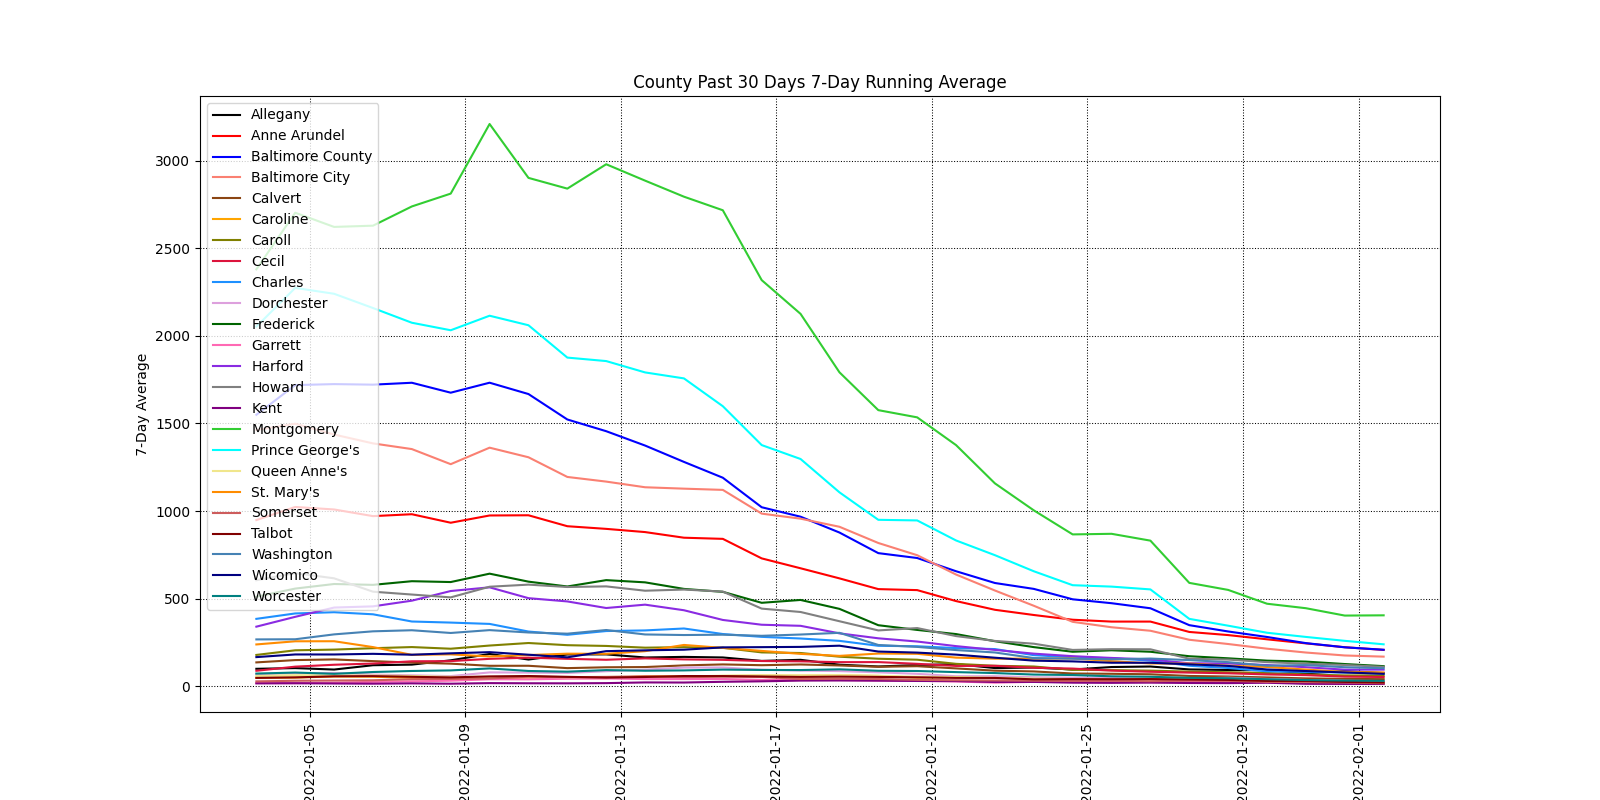 County Past 30 Days 7-Day Running Average
7-Day Average
3000
2500
2000
1500
1000
500
0
Allegany
Anne Arundel
Baltimore County
Baltimore City
Calvert
Caroline
Caroll
Cecil
Charles
Dorchester
Frederick
Garrett
Harford
Howard
Kent
Montgomery
Prince George's
Queen Anne's
St. Mary's
Somerset
Talbot
Washington
Wicomico
Worcester
2022-01-05
2022-01-09
2022-01-13
2022-01-17
2022-01-21
2022-01-25
2022-01-29
2022-02-01